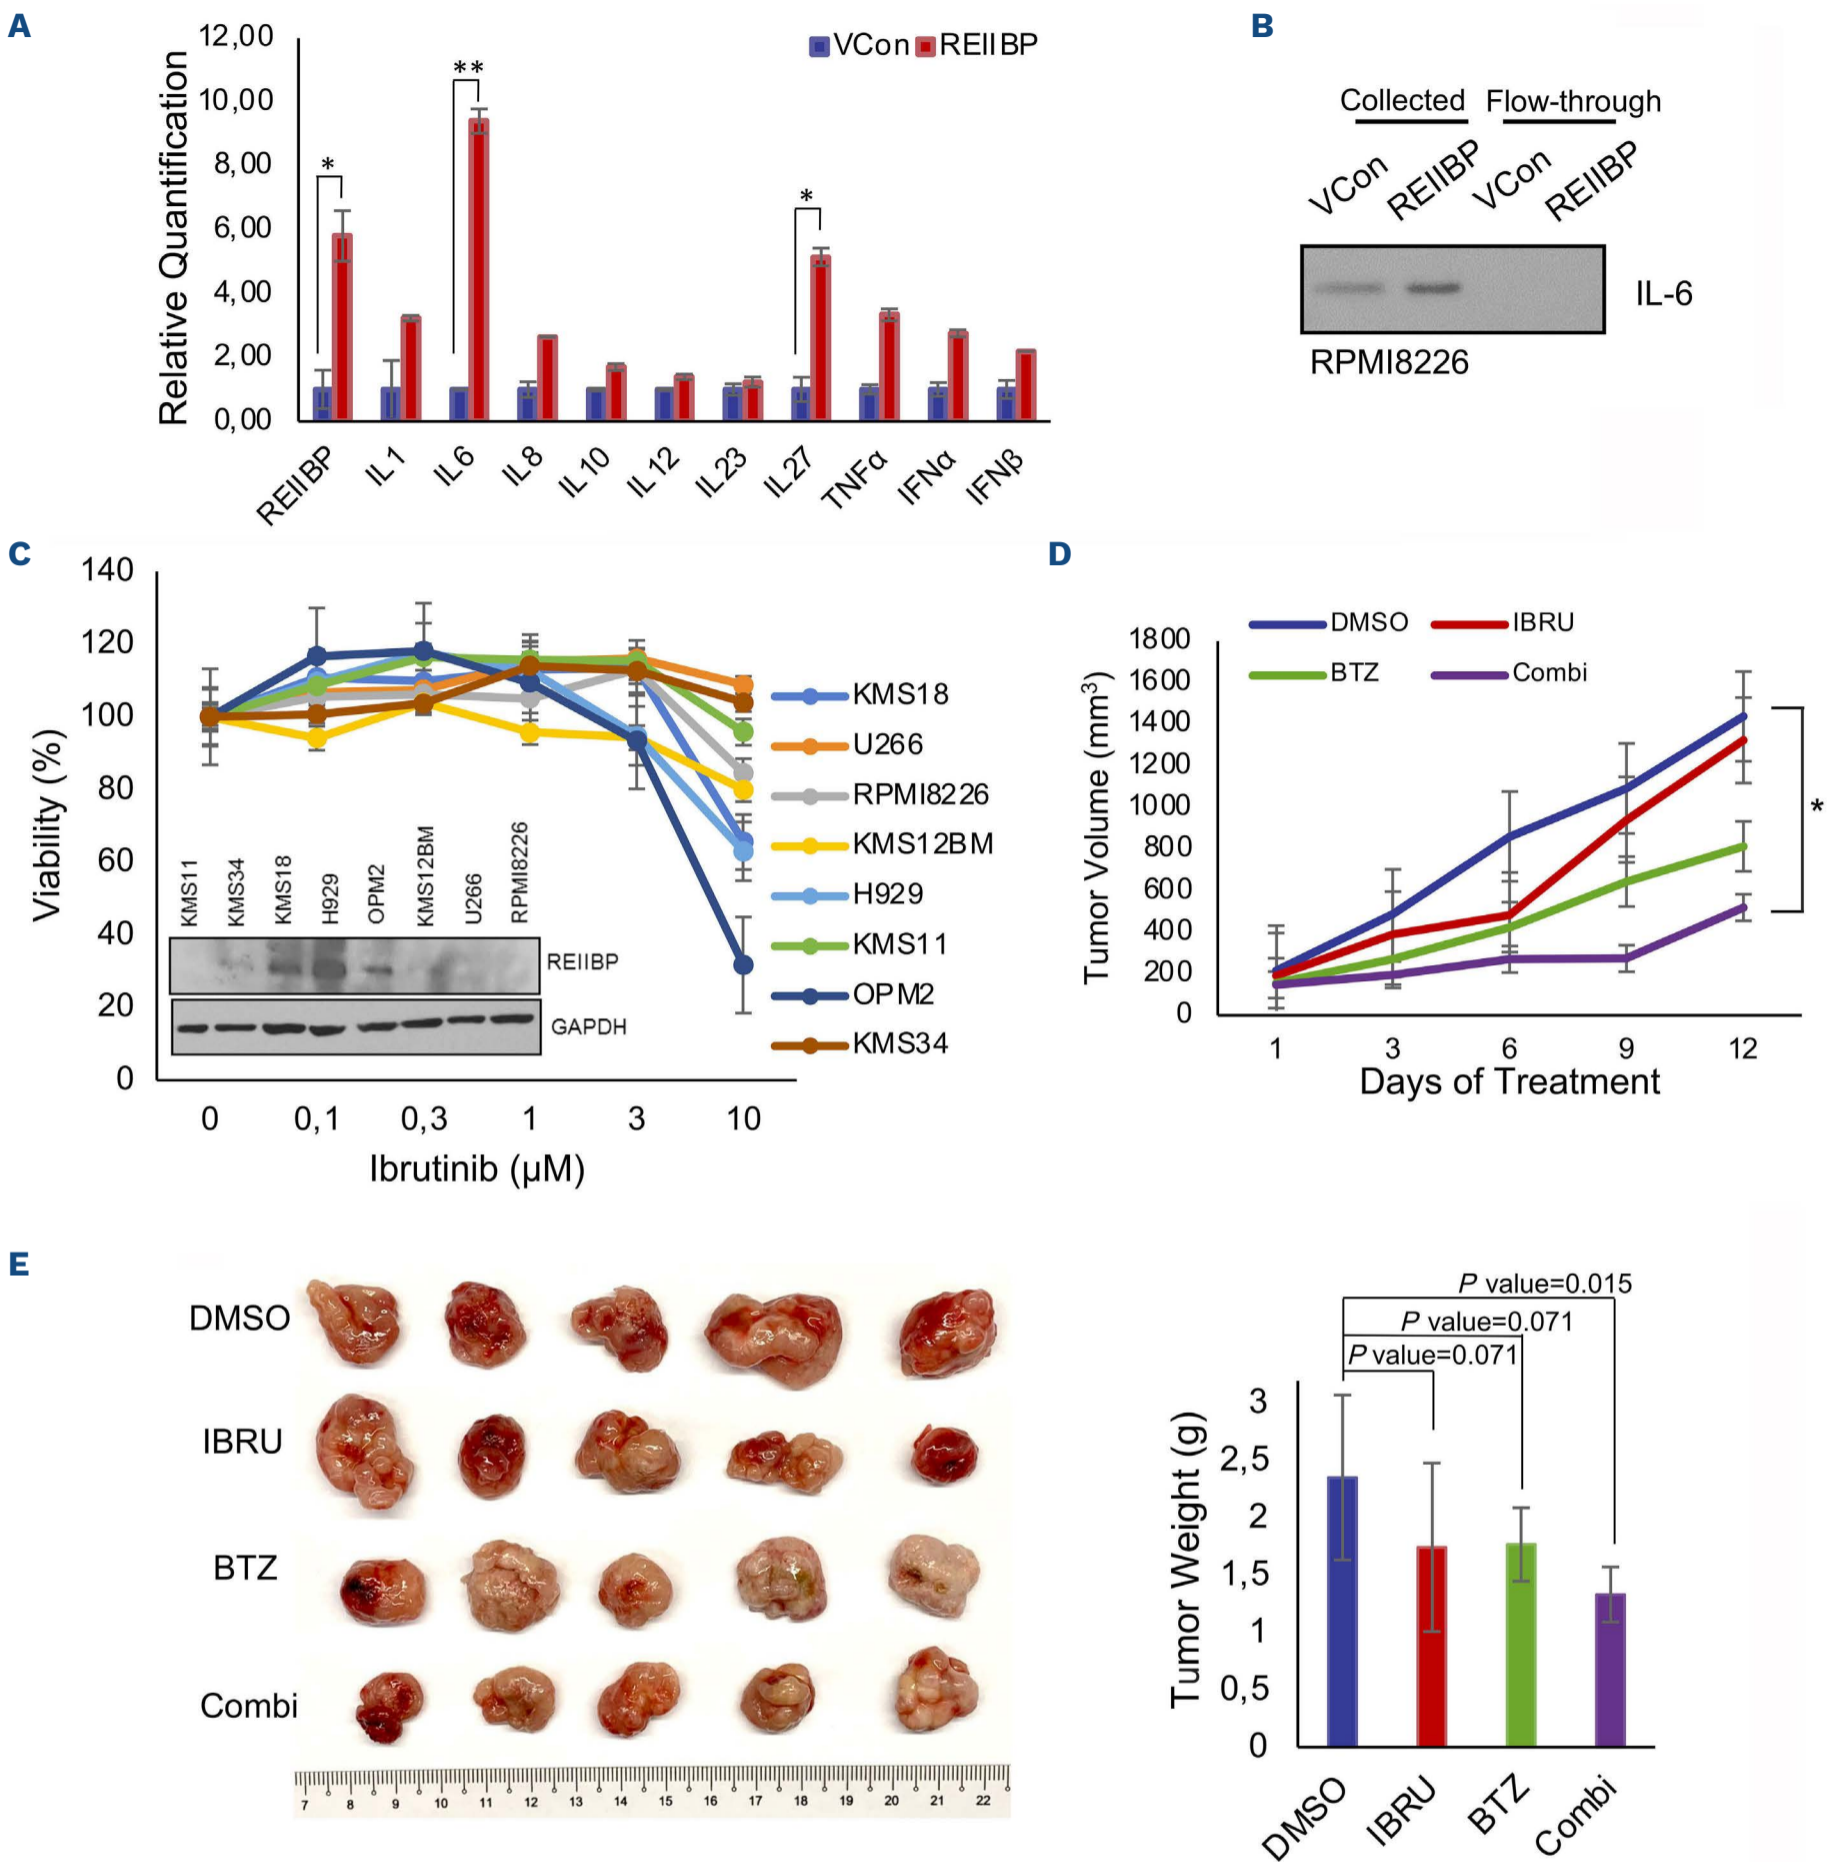 A
12,00
10,00
8,00
6,00
4,00
2,00
0,00
Relative Quantification
VCon REIIBP
*
**
*
REIIBP IL1 IL6 IL8 IL10 IL12 IL23 IL27 TNFα IFNα IFNβ
B
Collected Flow-through
VCon REIIBP VCon REIIBP
IL-6
RPMI8226
C
140
120
100
80
60
40
20
0
Viability (%)
0 0,1 0,3 1 3 10
Ibrutinib (µM)
KMS11 KMS34 KMS18 H929 OPM2 KMS12BM U266 RPMI8226
REIIBP
GAPDH
KMS18
U266
RPMI8226
KMS12BM
H929
KMS11
OPM2
KMS34
D
DMSO IBRU
BTZ Combi
1800
1600
1400
1200
1000
800
600
400
200
0
Tumor Volume (mm³)
*
1 3 6 9 12
Days of Treatment
E
DMSO
IBRU
BTZ
Combi
7 8 9 10 11 12 13 14 15 16 17 18 19 20 21 22
P value=0.015
P value=0.071
P value=0.071
3
2,5
2
1,5
1
0,5
0
Tumor Weight (g)
DMSO IBRU BTZ Combi